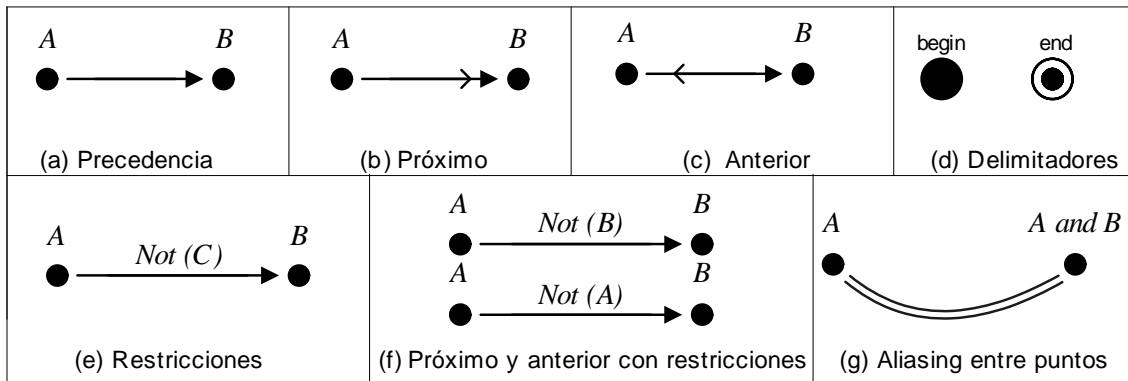 A B
(a) Precedencia
A B
(b) Próximo
A B
(c) Anterior
begin end
(d) Delimitadores
A Not (C) B
(e) Restricciones
A Not (B) B
A Not (A) B
(f) Próximo y anterior con restricciones
A A and B
(g) Aliasing entre puntos